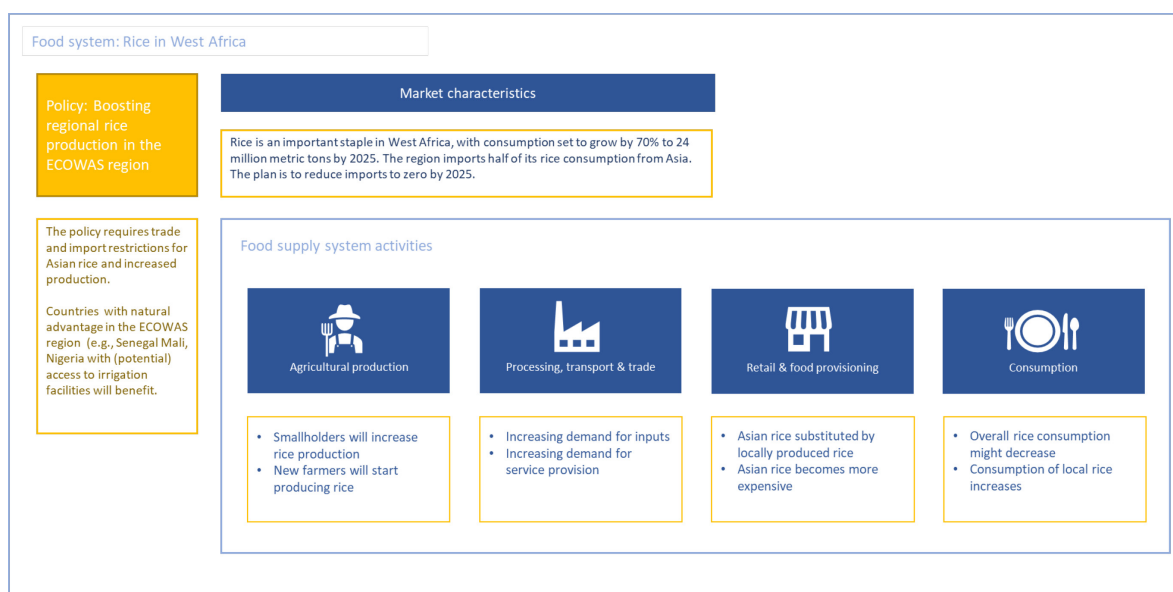 Food system: Rice in West Africa
Policy: Boosting
regional rice
production in the
ECOWAS region
Market characteristics
Rice is an important staple in West Africa, with consumption set to grow by 70% to 24
million metric tons by 2025. The region imports half of its rice consumption from Asia.
The plan is to reduce imports to zero by 2025.
The policy requires trade
and import restrictions for
Asian rice and increased
production.
Countries with natural
advantage in the ECOWAS
region (e.g., Senegal Mali,
Nigeria with (potential)
access to irrigation
facilities will benefit.
Food supply system activities
Agricultural production
Processing, transport & trade
Retail & food provisioning
Consumption
• Smallholders will increase
rice production
• New farmers will start
producing rice
• Increasing demand for inputs
• Increasing demand for
service provision
• Asian rice substituted by
locally produced rice
• Asian rice becomes more
expensive
• Overall rice consumption
might decrease
• Consumption of local rice
increases